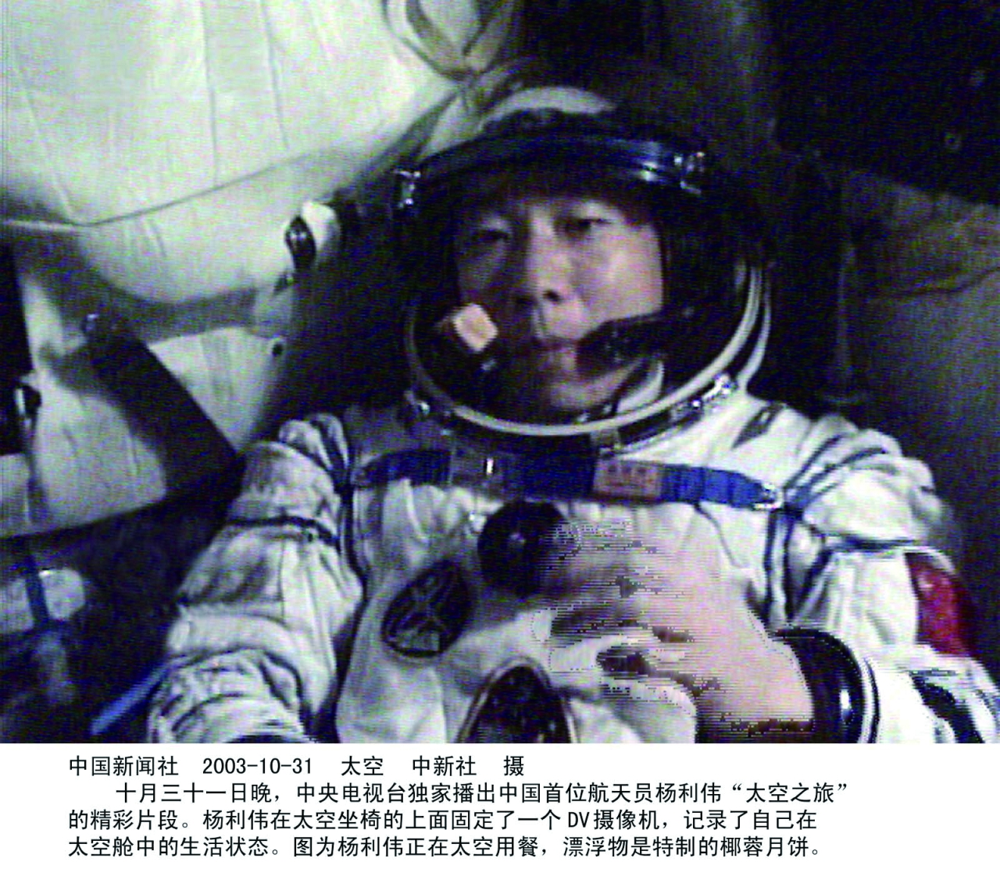 中国新闻社 2003-10-31 太空 中新社 摄
十月三十一日晚，中央电视台独家播出中国首位航天员杨利伟“太空之旅”
的精彩片段。杨利伟在太空坐椅的上面固定了一个 DV 摄像机，记录了自己在
太空舱中的生活状态。图为杨利伟正在太空用餐，漂浮物是特制的椰蓉月饼。